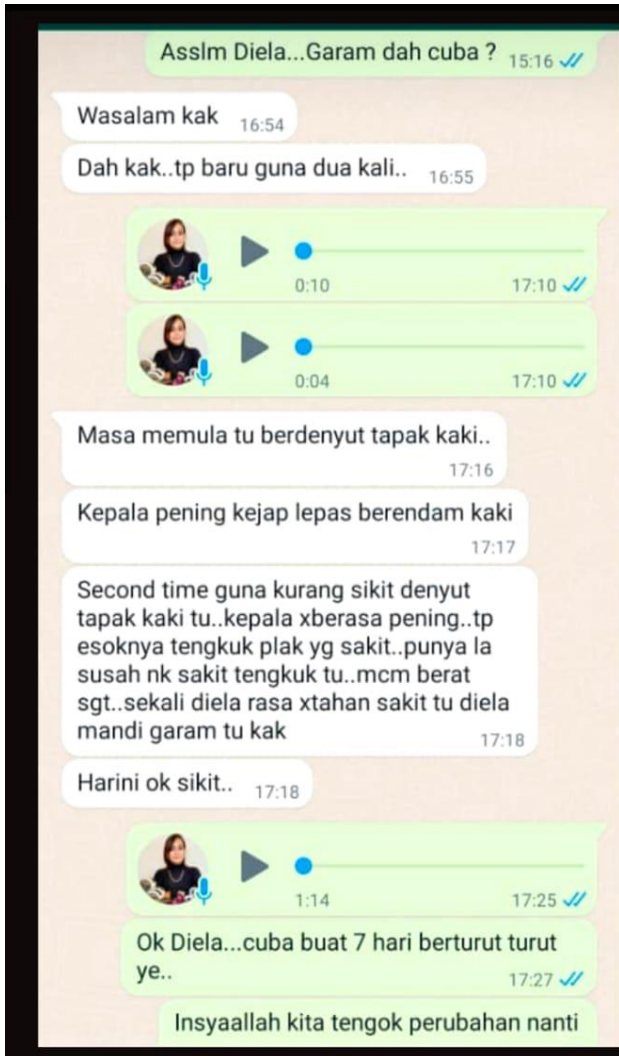 Asslm Diela...Garam dah cuba ?
15:16
Wasalam kak
16:54
Dah kak..tp baru guna dua kali..
16:55
0:10
17:10
0:04
17:10
Masa memula tu berdenyut tapak kaki..
17:16
Kepala pening kejap lepas berendam kaki
17:17
Second time guna kurang sikit denyut
tapak kaki tu..kepala xberasa pening..tp
esoknya tengkuk plak yg sakit..punya la
susah nk sakit tengkuk tu..mcm berat
sgt..sekali diela rasa xtahan sakit tu diela
mandi garam tu kak
17:18
Harini ok sikit..
17:18
1:14
17:25
Ok Diela...cuba buat 7 hari berturut turut
ye..
17:27
Insyaallah kita tengok perubahan nanti